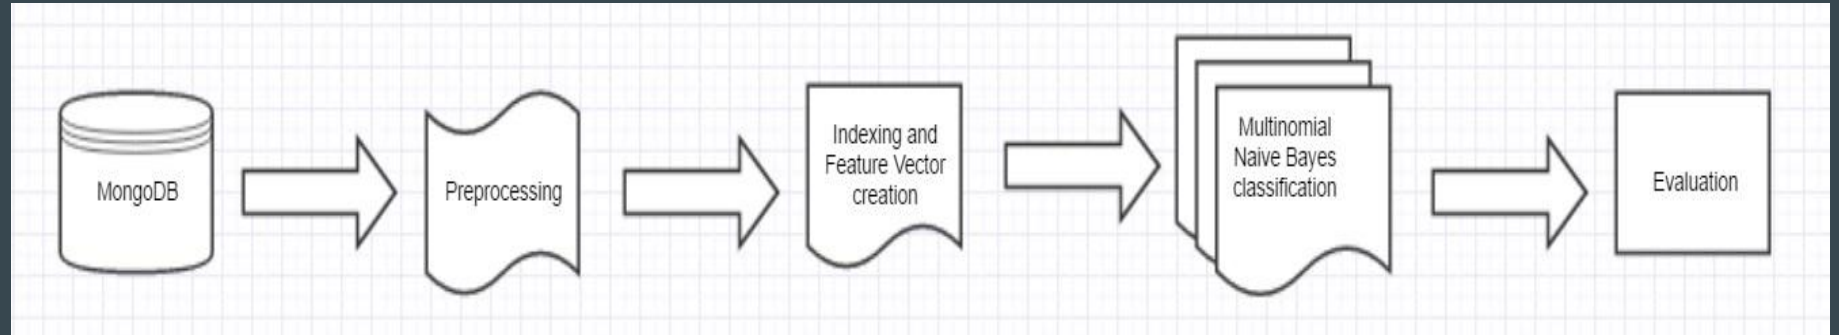 MongoDB
Preprocessing
Indexing and
Feature Vector
creation
Multinomial
Naive Bayes
classification
Evaluation